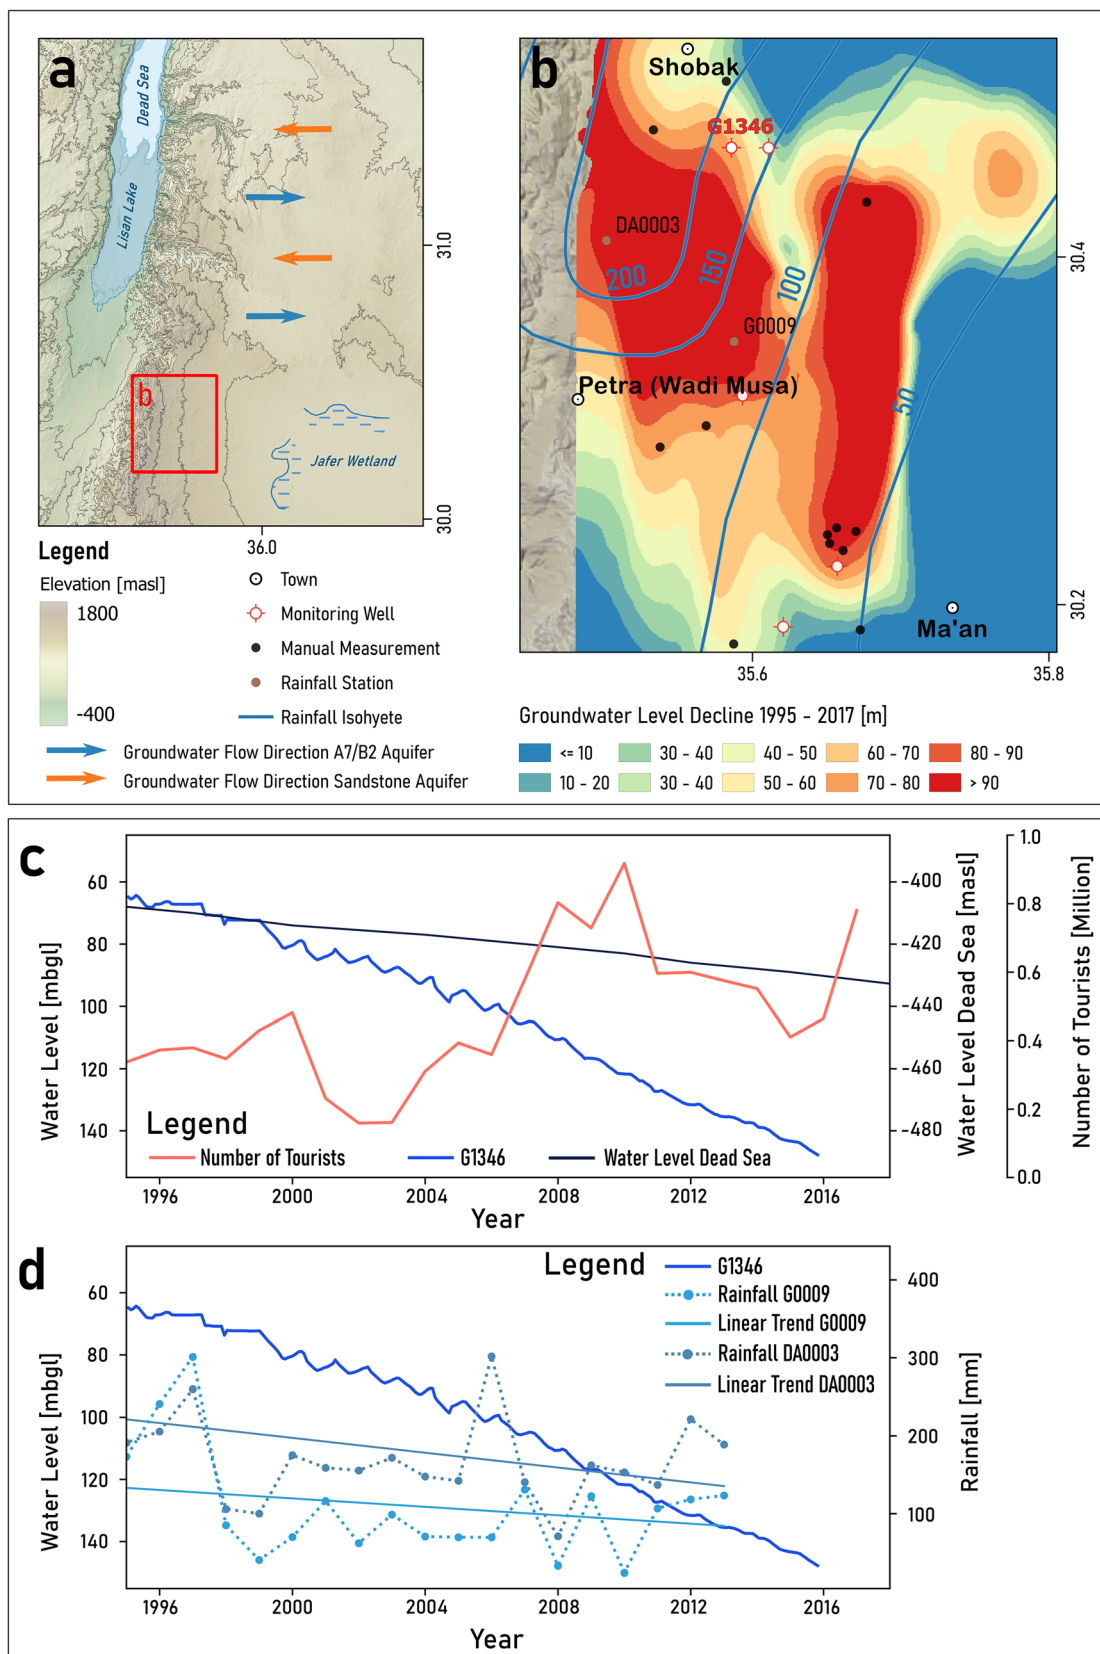 a
Dead Sea
Lisan Lake
b
Jafer Wetland
31.0
30.0
36.0
Legend
Elevation [masl]
1800
-400
Town
Monitoring Well
Manual Measurement
Rainfall Station
Rainfall Isohyete
Groundwater Flow Direction A7/B2 Aquifer
Groundwater Flow Direction Sandstone Aquifer
b
Shobak
G1346
DA0003
200
150
100
G0009
Petra (Wadi Musa)
50
Ma'an
30.4
30.2
35.6
35.8
Groundwater Level Decline 1995 - 2017 [m]
<= 10
30 - 40
40 - 50
60 - 70
80 - 90
10 - 20
30 - 40
50 - 60
70 - 80
> 90
c
Water Level [mbgl]
60
80
100
120
140
Water Level Dead Sea [masl]
-400
-420
-440
-460
-480
Number of Tourists [Million]
1.0
0.8
0.6
0.4
0.2
0.0
Legend
Number of Tourists
G1346
Water Level Dead Sea
1996
2000
2004
2008
2012
2016
Year
d
Legend
G1346
Rainfall G0009
Linear Trend G0009
Rainfall DA0003
Linear Trend DA0003
Water Level [mbgl]
60
80
100
120
140
Rainfall [mm]
400
300
200
100
1996
2000
2004
2008
2012
2016
Year